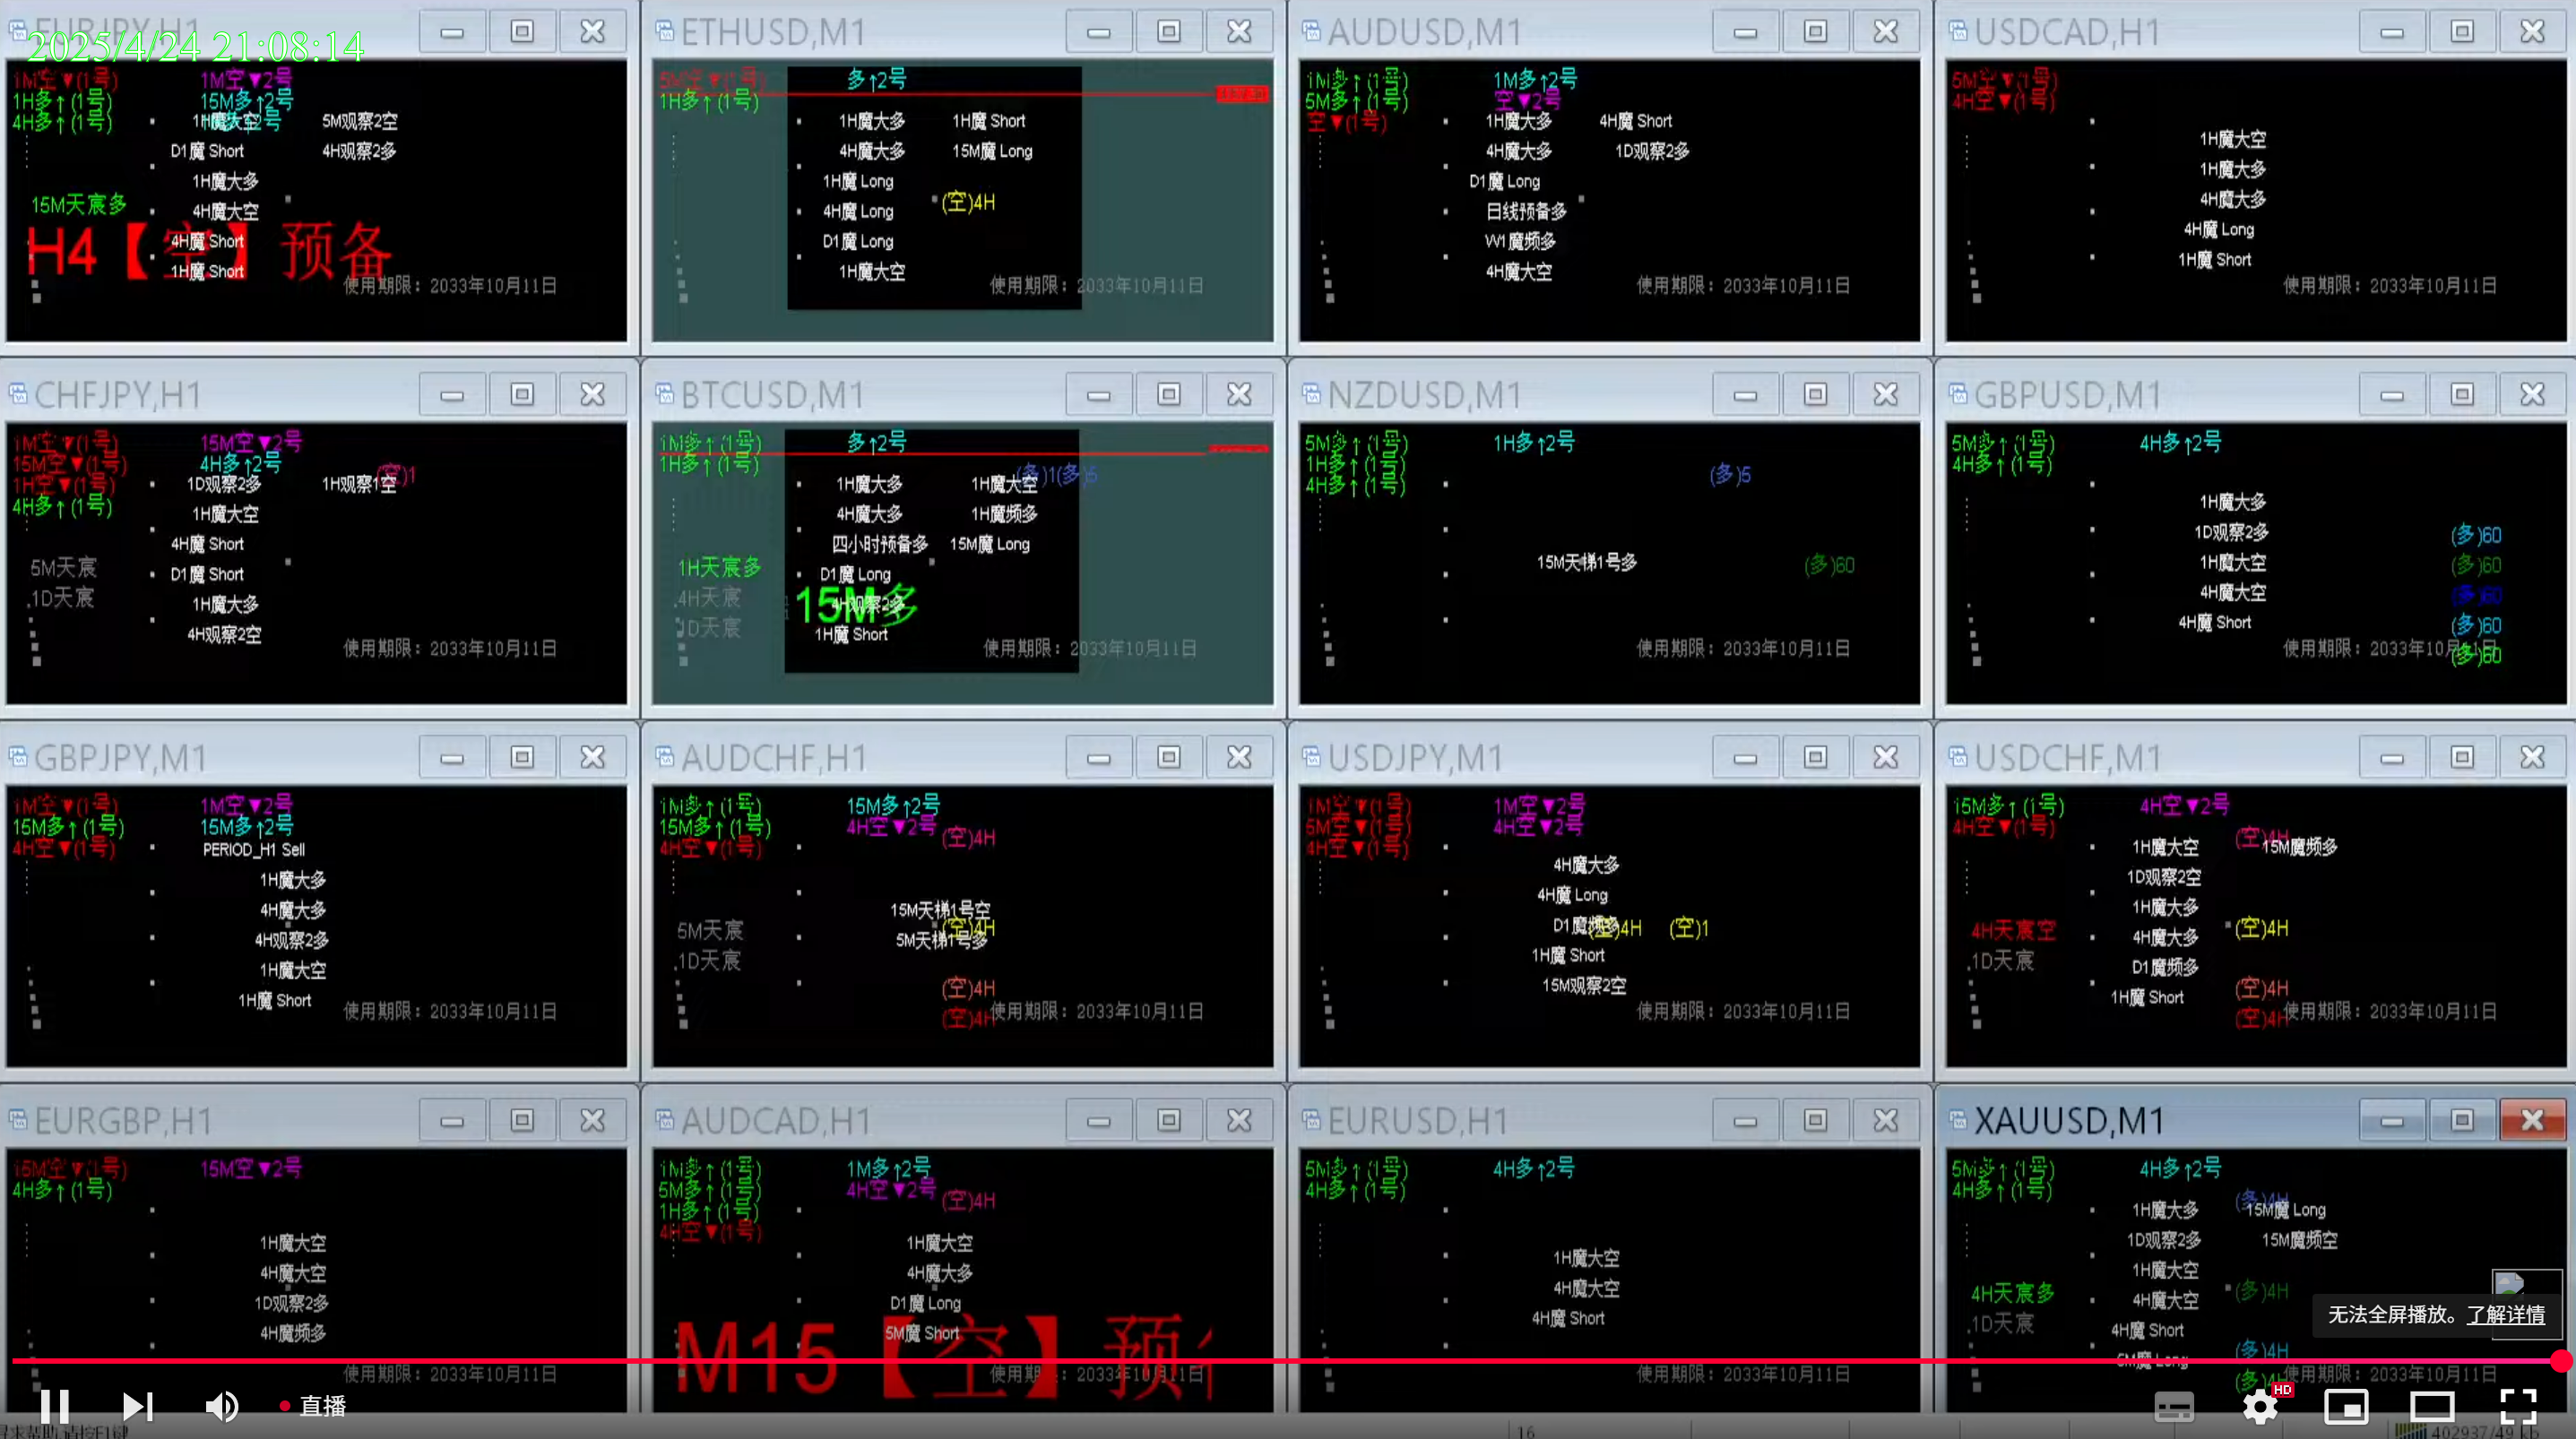 EURJPY,H1
2025/4/24 21:08:14
1M空▼(1号)
1H多↑(1号)
4H多↑(1号)
1M空▼2号
15M多↑2号
1H魔大空
5M观察2空
D1魔 Short
4H观察2多
1H魔大多
15M天宸多
4H魔大空
H4【空】预备
4H魔 Short
1H魔 Short
使用期限：2033年10月11日
ETHUSD,M1
5M空▼(1号)
1H多↑(1号)
多↑2号
1H魔大多
1H魔 Short
4H魔大多
15M魔 Long
1H魔 Long
(空)4H
4H魔 Long
D1魔 Long
1H魔大空
使用期限：2033年10月11日
AUDUSD,M1
1M多↑(1号)
5M多↑(1号)
空▼(1号)
1M多↑2号
空▼2号
1H魔大多
4H魔 Short
4H魔大多
1D观察2多
D1魔 Long
日线预备多
W1魔频多
4H魔大空
使用期限：2033年10月11日
USDCAD,H1
5M空▼(1号)
4H空▼(1号)
1H魔大空
1H魔大多
4H魔大多
4H魔 Long
1H魔 Short
使用期限：2033年10月11日
CHFJPY,H1
1M空▼(1号)
15M空▼(1号)
1H空▼(1号)
4H多↑(1号)
15M空▼2号
4H多↑2号
(空)1
1D观察2多
1H观察1空
1H魔大空
4H魔 Short
5M天宸
D1魔 Short
1D天宸
1H魔大多
4H观察2空
使用期限：2033年10月11日
BTCUSD,M1
1M多↑(1号)
1H多↑(1号)
多↑2号
(多)1(多)5
1H魔大多
1H魔大空
4H魔大多
1H魔频多
四小时预备多
15M魔 Long
1H天宸多
D1魔 Long
4H天宸
15M多
4H观察2多
1D天宸
1H魔 Short
使用期限：2033年10月11日
NZDUSD,M1
5M多↑(1号)
1H多↑(1号)
4H多↑(1号)
1H多↑2号
(多)5
15M天梯1号多
(多)60
使用期限：2033年10月11日
GBPUSD,M1
5M多↑(1号)
4H多↑(1号)
4H多↑2号
1H魔大多
1D观察2多
(多)60
1H魔大空
(多)60
4H魔大空
(多)60
4H魔 Short
(多)60
(多)60
使用期限：2033年10月11日
GBPJPY,M1
1M空▼(1号)
15M多↑(1号)
4H空▼(1号)
1M空▼2号
15M多↑2号
PERIOD_H1 Sell
1H魔大多
4H魔大多
4H观察2多
1H魔大空
1H魔 Short
使用期限：2033年10月11日
AUDCHF,H1
1M多↑(1号)
15M多↑(1号)
4H空▼(1号)
15M多↑2号
4H空▼2号
(空)4H
15M天梯1号空
(空)4H
5M天梯1号多
5M天宸
1D天宸
(空)4H
(空)4H
使用期限：2033年10月11日
USDJPY,M1
1M空▼(1号)
5M空▼(1号)
4H空▼(1号)
1M空▼2号
4H空▼2号
4H魔大多
4H魔 Long
D1魔频多
(空)4H
(空)1
1H魔 Short
15M观察2空
使用期限：2033年10月11日
USDCHF,M1
15M多↑(1号)
4H空▼(1号)
4H空▼2号
(空)4H
1H魔大空
15M魔频多
1D观察2空
1H魔大多
4H天宸空
4H魔大多
(空)4H
1D天宸
D1魔频多
1H魔 Short
(空)4H
(空)4H
使用期限：2033年10月11日
EURGBP,H1
15M空▼(1号)
4H多↑(1号)
15M空▼2号
1H魔大空
4H魔大空
1D观察2多
4H魔频多
使用期限：2033年10月11日
AUDCAD,H1
1M多↑(1号)
5M多↑(1号)
1H多↑(1号)
4H空▼(1号)
1M多↑2号
4H空▼2号
(空)4H
1H魔大空
4H魔大多
D1魔 Long
5M魔 Short
M15【空】预
使用期限：2033年10月11日
EURUSD,H1
5M多↑(1号)
4H多↑(1号)
4H多↑2号
1H魔大空
4H魔大空
4H魔 Short
使用期限：2033年10月11日
XAUUSD,M1
5M多↑(1号)
4H多↑(1号)
4H多↑2号
(多)4H
1H魔大多
15M魔 Long
1D观察2多
15M魔频空
1H魔大空
4H天宸多
4H魔大空
(多)4H
1D天宸
4H魔 Short
5M魔 Long
(多)4H
(多)4H
使用期限：2033年10月11日
无法全屏播放。了解详情
直播
HD
16
402937/49 kb